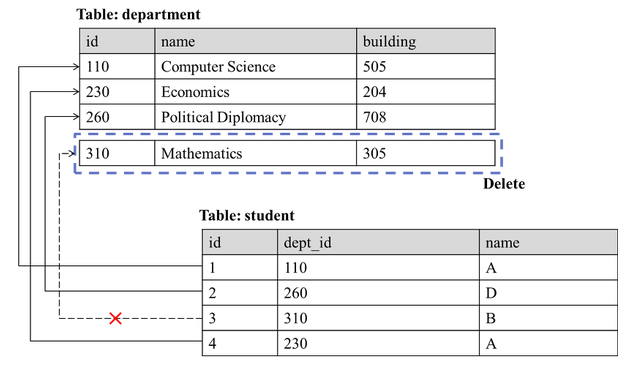 Table: department
id name building
110 Computer Science 505
230 Economics 204
260 Political Diplomacy 708
310 Mathematics 305
Delete
Table: student
id dept_id name
1 110 A
2 260 D
3 310 B
4 230 A